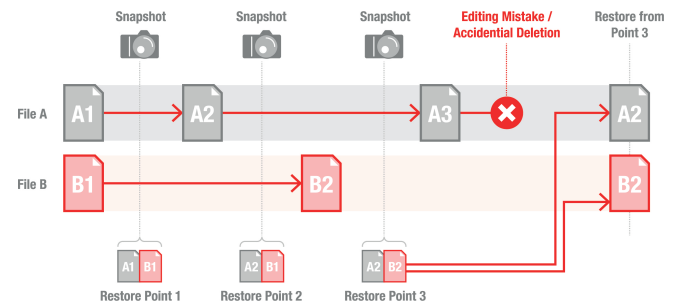 Snapshot
Snapshot
Snapshot
Editing Mistake /
Accidential Deletion
Restore from
Point 3
File A
A1
A2
A3
A2
File B
B1
B2
B2
A1 B1
A2 B1
A2 B2
Restore Point 1
Restore Point 2
Restore Point 3